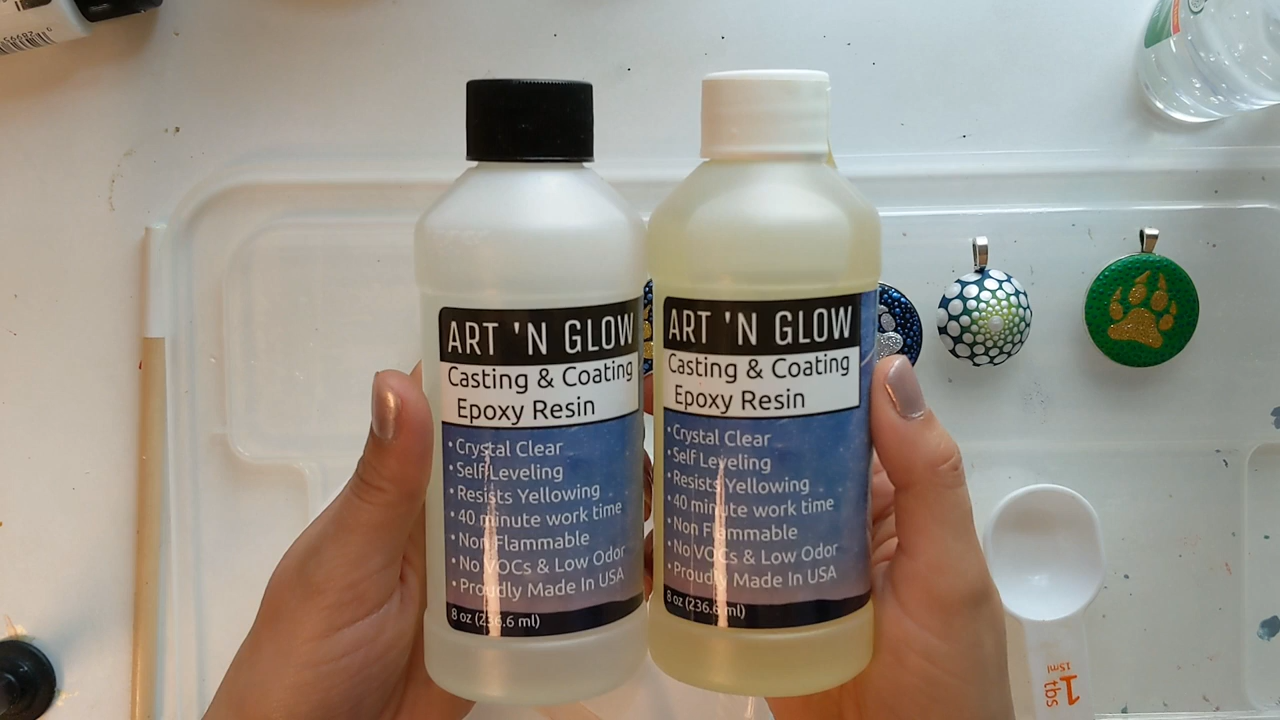 ART 'N GLOW
Casting & Coating
Epoxy Resin
• Crystal Clear
• Self Leveling
• Resists Yellowing
• 40 minute work time
• Non Flammable
• No VOCs & Low Odor
• Proudly Made In USA
8 oz (236.6 ml)
ART 'N GLOW
Casting & Coating
Epoxy Resin
• Crystal Clear
• Self Leveling
• Resists Yellowing
• 40 minute work time
• Non Flammable
• No VOCs & Low Odor
• Proudly Made In USA
8 oz (236.6 ml)
1
tbs
15ml